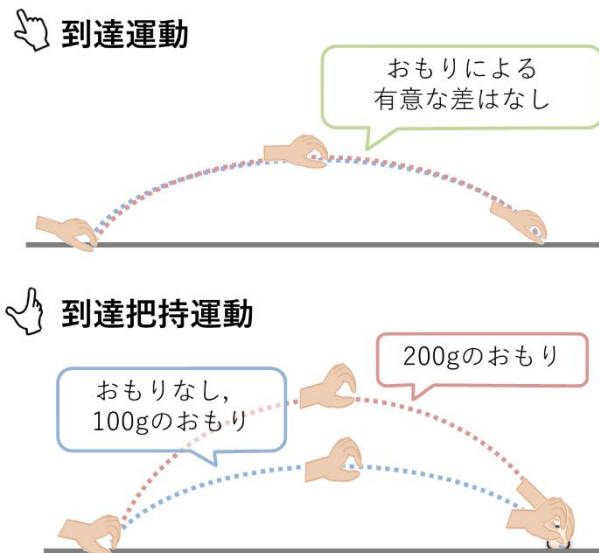 到達運動
おもりによる
有意な差はなし
到達把持運動
200gのおもり
おもりなし,
100gのおもり